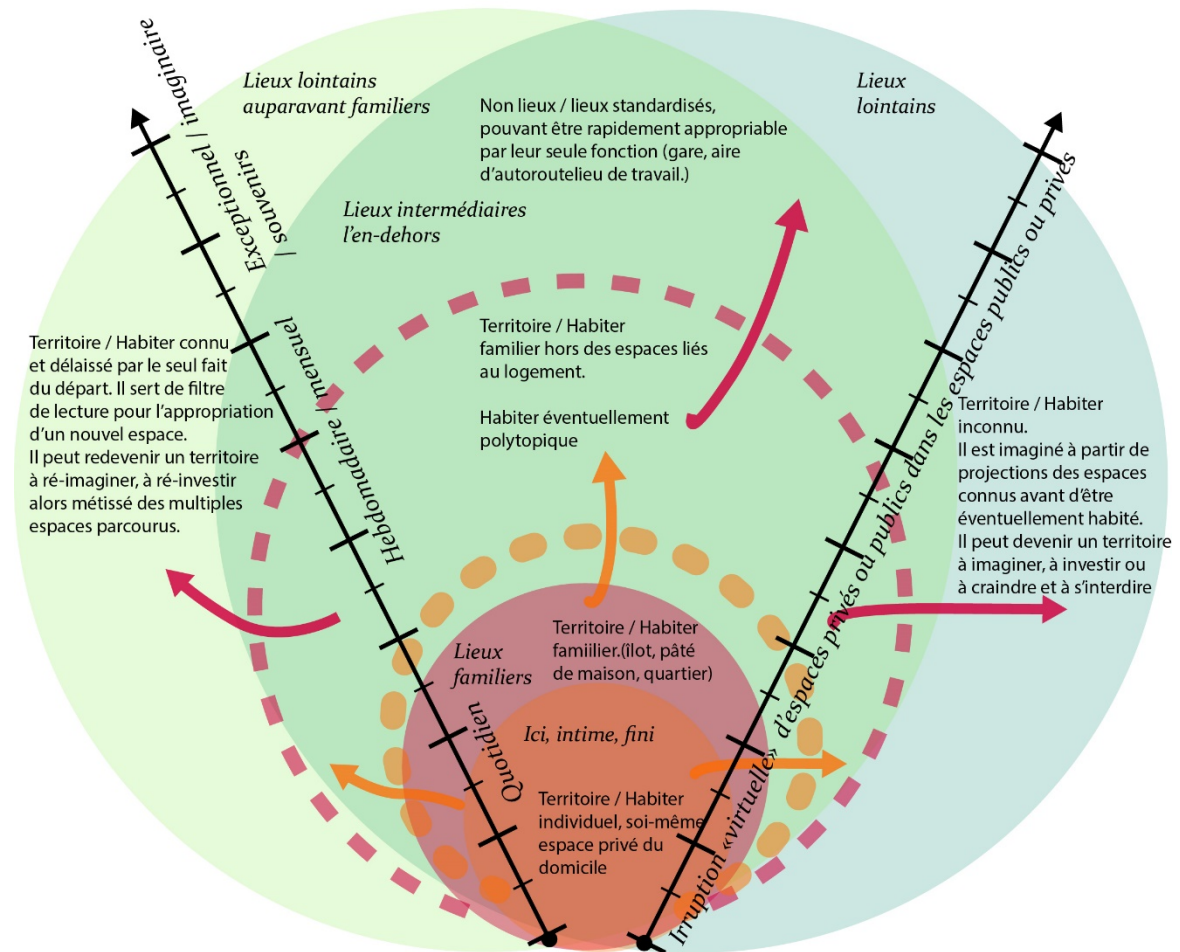 Lieux lointains
auparavant familiers
Lieux
lointains
Non lieux / lieux standardisés,
pouvant être rapidement appropriable
par leur seule fonction (gare, aire
d'autoroutelieu de travail.)
Lieux intermédiaires
l'en-dehors
Exceptionnel / imaginaire
/ souvenirs
Hebdomadaire / mensuel
Quotidien
Territoire / Habiter connu
et délaissé par le seul fait
du départ. Il sert de filtre
de lecture pour l'appropriation
d'un nouvel espace.
Il peut redevenir un territoire
à ré-imaginer, à ré-investir
alors métissé des multiples
espaces parcourus.
Territoire / Habiter
familier hors des espaces liés
au logement.
Habiter éventuellement
polytopique
Territoire / Habiter
inconnu.
Il est imaginé à partir de
projections des espaces
connus avant d'être
éventuellement habité.
Il peut devenir un territoire
à imaginer, à investir ou
à craindre et à s'interdire
Irruption «virtuelle» d'espaces privés ou publics dans les espaces publics ou privés
Lieux
familiers
Territoire / Habiter
famiilier.(îlot, pâté
de maison, quartier)
Ici, intime, fini
Territoire / Habiter
individuel, soi-même
espace privé du
domicile